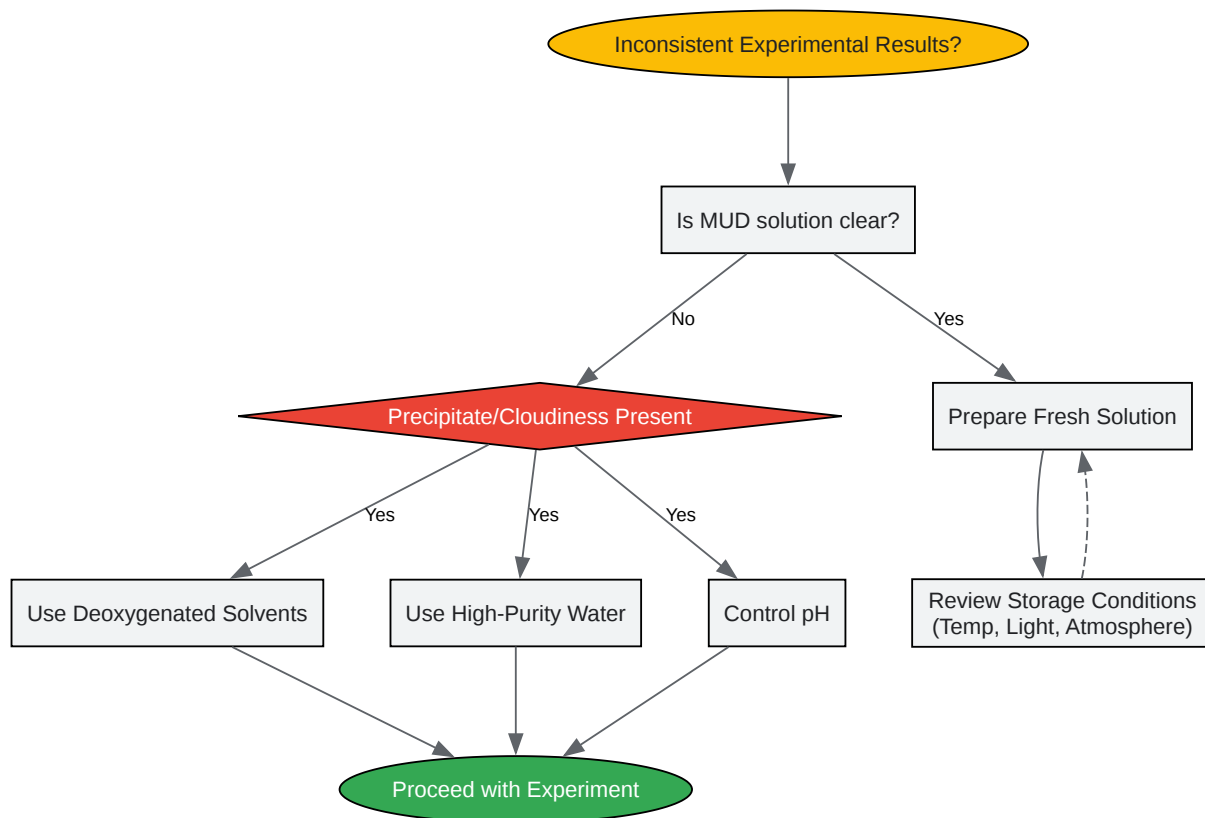 Inconsistent Experimental Results?
Is MUD solution clear?
No
Yes
Precipitate/Cloudiness Present
Prepare Fresh Solution
Yes
Yes
Yes
Use Deoxygenated Solvents
Use High-Purity Water
Control pH
Review Storage Conditions
(Temp, Light, Atmosphere)
Proceed with Experiment